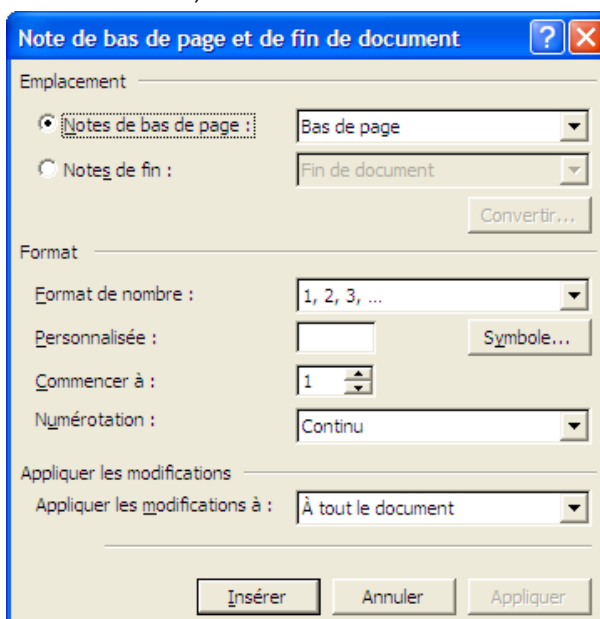 Note de bas de page et de fin de document
Emplacement
Notes de bas de page : Bas de page
Notes de fin : Fin de document
Convertir...
Format
Format de nombre : 1, 2, 3, ...
Personnalisée : Symbole...
Commencer à : 1
Numérotation : Continu
Appliquer les modifications
Appliquer les modifications à : À tout le document
Insérer Annuler Appliquer